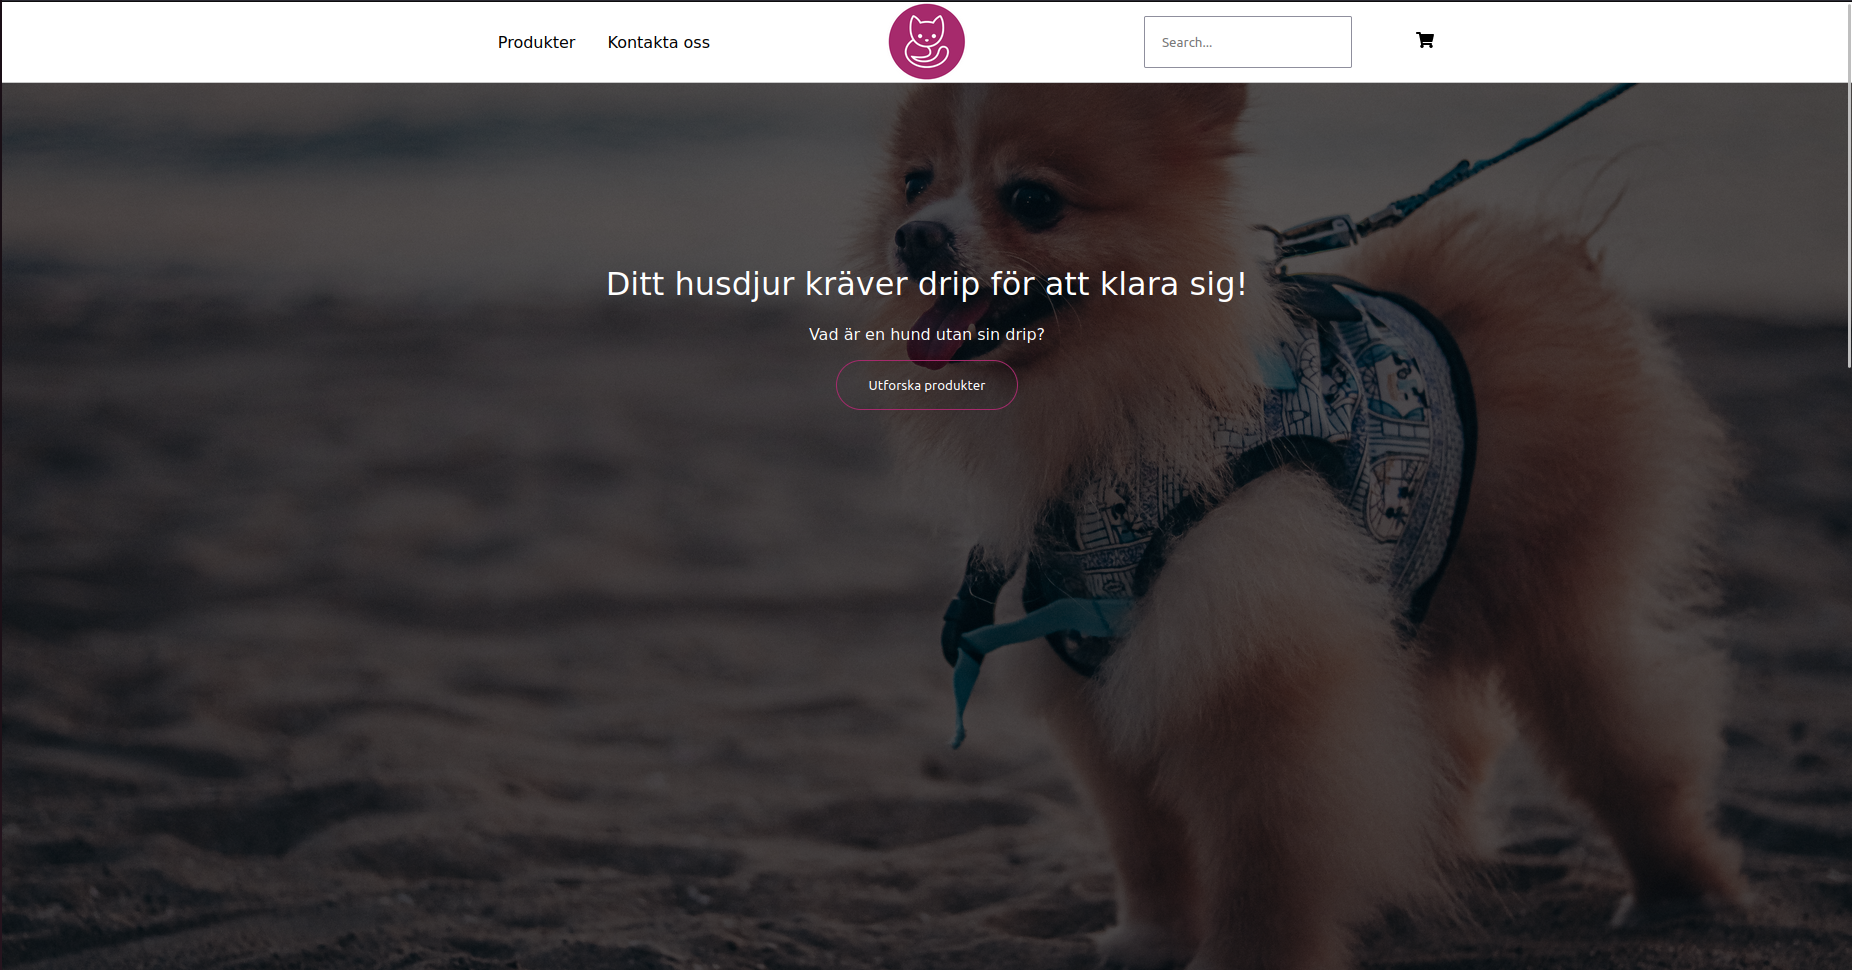 Produkter
Kontakta oss
Search...
Ditt husdjur kräver drip för att klara sig!
Vad är en hund utan sin drip?
Utforska produkter